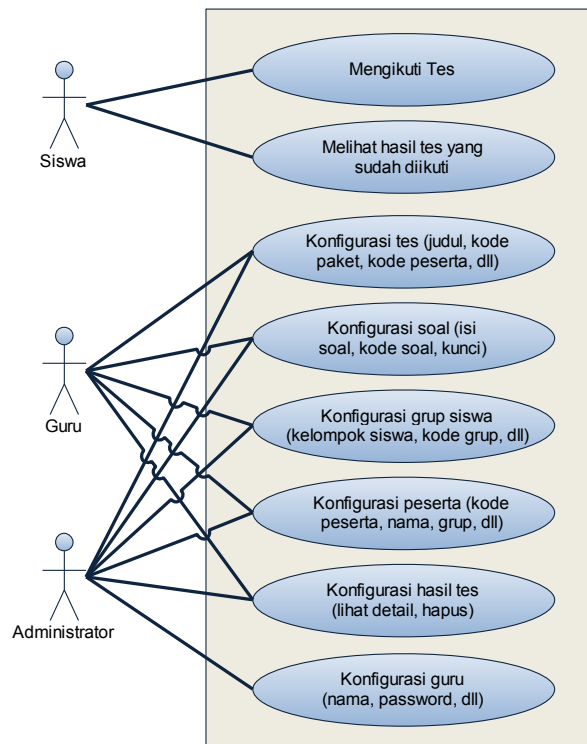 Mengikuti Tes
Siswa
Melihat hasil tes yang
sudah diikuti
Konfigurasi tes (judul, kode
paket, kode peserta, dll)
Konfigurasi soal (isi
soal, kode soal, kunci)
Guru
Konfigurasi grup siswa
(kelompok siswa, kode grup, dll)
Konfigurasi peserta (kode
peserta, nama, grup, dll)
Administrator
Konfigurasi hasil tes
(lihat detail, hapus)
Konfigurasi guru
(nama, password, dll)